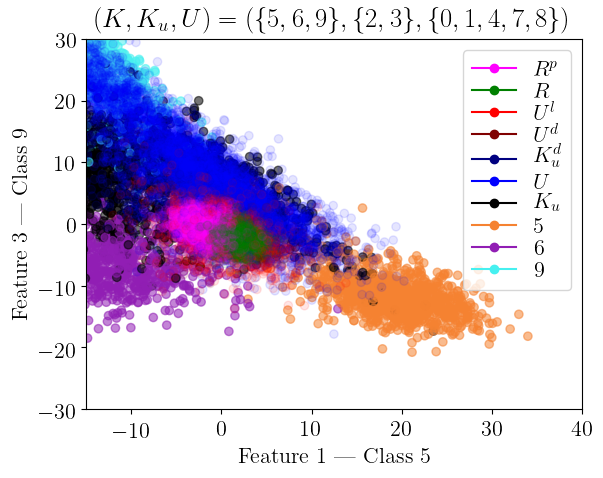 (K, K_u, U) = ({5, 6, 9}, {2, 3}, {0, 1, 4, 7, 8})
30
20
10
0
−10
−20
−30
Feature 3 — Class 9
−10 0 10 20 30 40
Feature 1 — Class 5
R^p
R
U^l
U^d
K_u^d
U
K_u
5
6
9